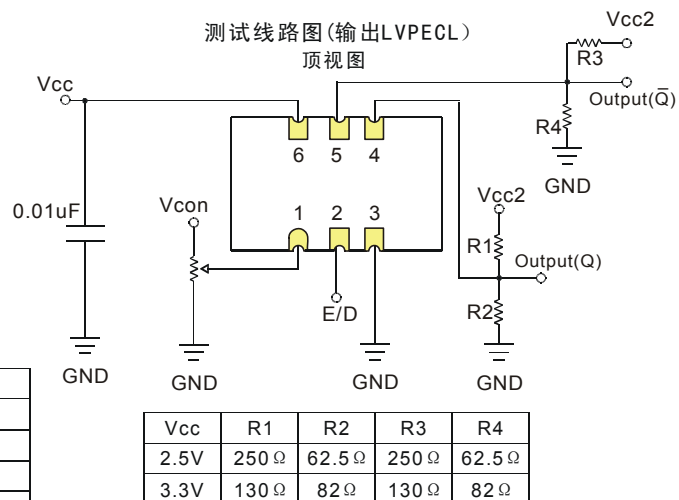 测试线路图(输出LVPECL)
顶视图
Vcc2
R3
Vcc
Output(Q̅)
R4
GND
6 5 4
0.01uF
Vcon
1 2 3
Vcc2
R1
Output(Q)
E/D
R2
GND
GND
GND
GND
Vcc R1 R2 R3 R4
2.5V 250Ω 62.5Ω 250Ω 62.5Ω
3.3V 130Ω 82Ω 130Ω 82Ω